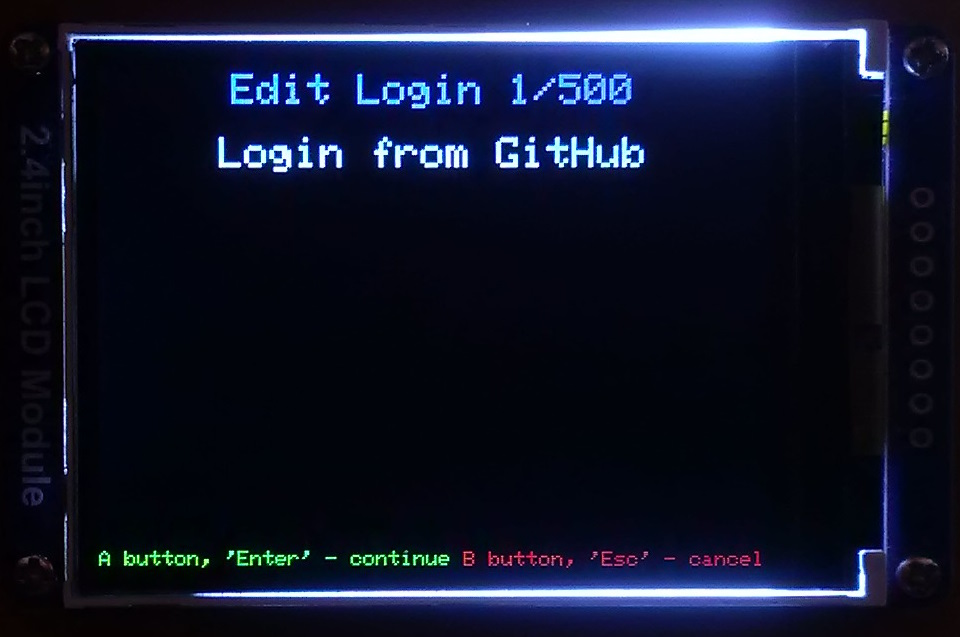 Edit Login 1/500
Login from GitHub
A button, 'Enter' - continue B button, 'Esc' - cancel
2.4inch LCD Module